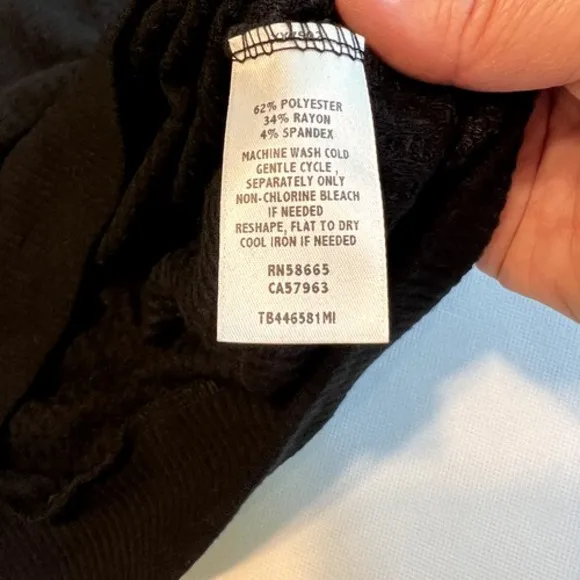 62% POLYESTER
34% RAYON
4% SPANDEX
MACHINE WASH COLD
GENTLE CYCLE ,
SEPARATELY ONLY
NON-CHLORINE BLEACH
IF NEEDED
RESHAPE, FLAT TO DRY
COOL IRON IF NEEDED
RN58665
CA57963
TB446581MI